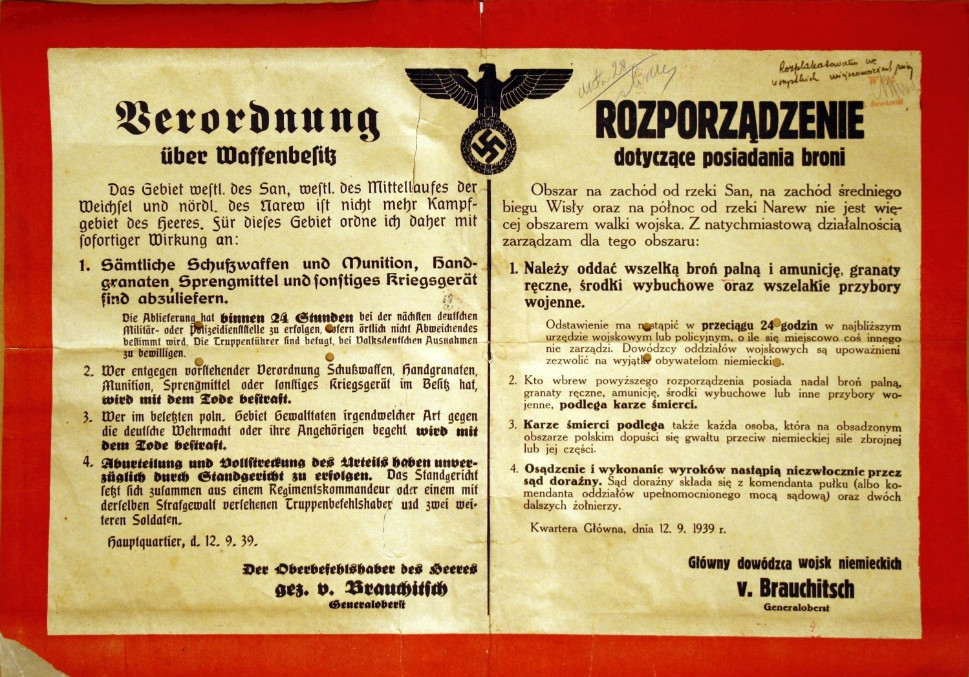 Verordnung
über Waffenbesitz
Das Gebiet westl. des San, westl. des Mittellaufes der
Weichsel und nördl. des Narew ist nicht mehr Kampf-
gebiet des Heeres. Für dieses Gebiet ordne ich daher mit
sofortiger Wirkung an:
1. Sämtliche Schußwaffen und Munition, Hand-
granaten, Sprengmittel und sonstiges Kriegsgerät
sind abzuliefern.
Die Ablieferung hat binnen 24 Stunden bei der nächsten deutschen
Militär- oder Polizeidienststelle zu erfolgen, sofern örtlich nicht Abweichendes
bestimmt wird. Die Truppenführer sind befugt, bei Volksdeutschen Ausnahmen
zu bewilligen.
2. Wer entgegen vorstehender Verordnung Schußwaffen, Handgranaten,
Munition, Sprengmittel oder sonstiges Kriegsgerät im Besitz hat,
wird mit dem Tode bestraft.
3. Wer im besetzten poln. Gebiet Gewalttaten irgendwelcher Art gegen
die deutsche Wehrmacht oder ihre Angehörigen begeht wird mit
dem Tode bestraft.
4. Aburteilung und Vollstreckung des Urteils haben unver-
züglich durch Standgericht zu erfolgen. Das Standgericht
setzt sich zusammen aus einem Regimentskommandeur oder einem mit
derselben Strafgewalt versehenen Truppenbefehlshaber und zwei wei-
teren Soldaten.
Hauptquartier, d. 12. 9. 39.
Der Oberbefehlshaber des Heeres
gez. v. Brauchitsch
Generaloberst
Rozplakatowano we
wszystkich miejscowościach
ROZPORZĄDZENIE
dotyczące posiadania broni
Obszar na zachód od rzeki San, na zachód średniego
biegu Wisły oraz na północ od rzeki Narew nie jest wię-
cej obszarem walki wojska. Z natychmiastową działalnością
zarządzam dla tego obszaru:
1. Należy oddać wszelką broń palną i amunicję, granaty
ręczne, środki wybuchowe oraz wszelakie przybory
wojenne.
Odstawienie ma nastąpić w przeciągu 24 godzin w najbliższym
urzędzie wojskowym lub policyjnym, o ile się miejscowo coś innego
nie zarządzi. Dowódcy oddziałów wojskowych są upoważnieni
zezwolić na wyjątki obywatelom niemieckim.
2. Kto wbrew powyższego rozporządzenia posiada nadal broń palną,
granaty ręczne, amunicję, środki wybuchowe lub inne przybory wo-
jenne, podlega karze śmierci.
3. Karze śmierci podlega także każda osoba, która na obsadzonym
obszarze polskim dopuści się gwałtu przeciw niemieckiej sile zbrojnej
lub jej części.
4. Osądzenie i wykonanie wyroków nastąpią niezwłocznie przez
sąd doraźny. Sąd doraźny składa się z komendanta pułku (albo ko-
mendanta oddziałów upełnomocnionego mocą sądową) oraz dwóch
dalszych żołnierzy.
Kwartera Główna, dnia 12. 9. 1939 r.
Główny dowódzca wojsk niemieckich
v. Brauchitsch
Generaloberst